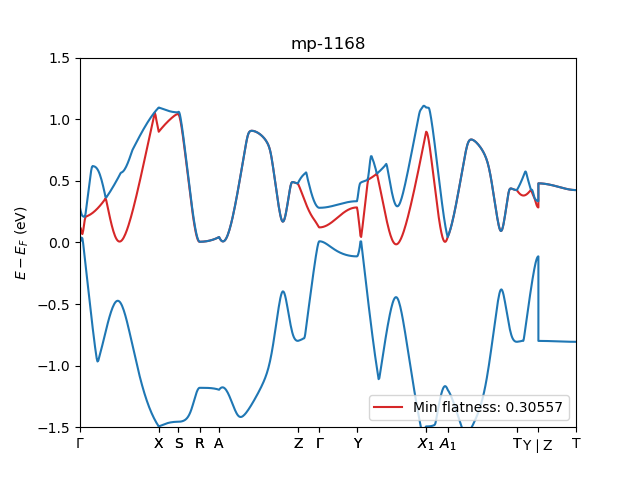 mp-1168
1.5
1.0
0.5
0.0
−0.5
−1.0
−1.5
E − E_F (eV)
Min flatness: 0.30557
Γ X S R A Z Γ Y X₁ A₁ T Y | Z T